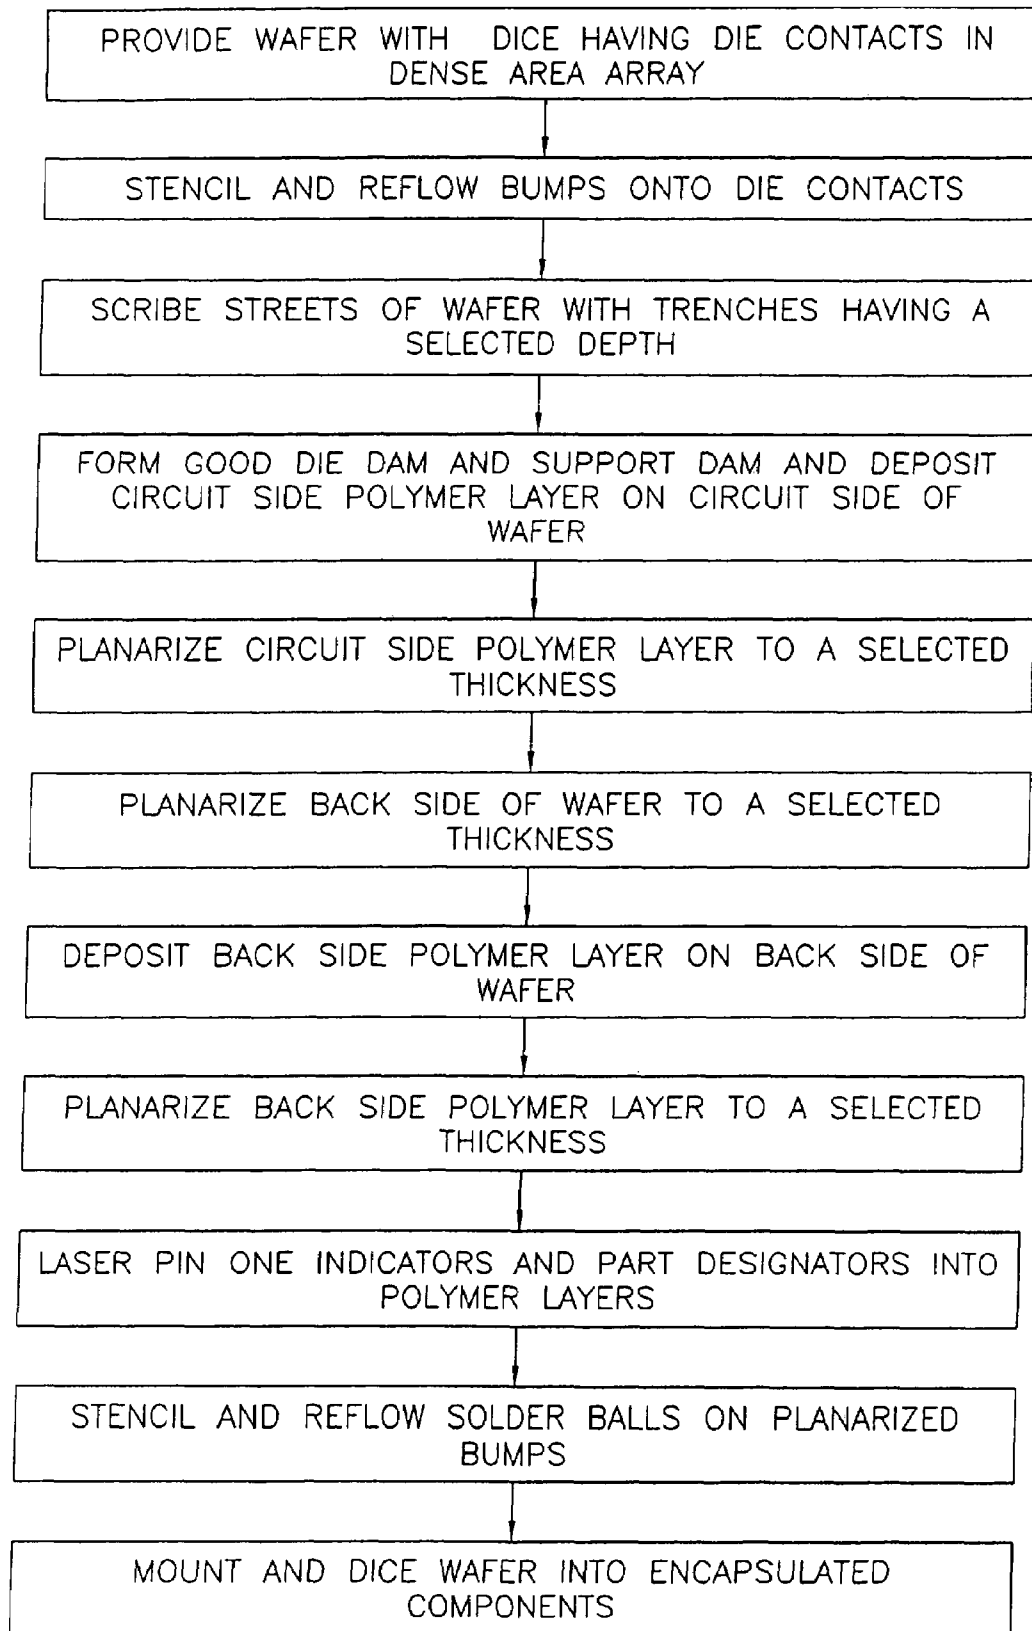 PROVIDE WAFER WITH DICE HAVING DIE CONTACTS IN
DENSE AREA ARRAY
STENCIL AND REFLOW BUMPS ONTO DIE CONTACTS
SCRIBE STREETS OF WAFER WITH TRENCHES HAVING A
SELECTED DEPTH
FORM GOOD DIE DAM AND SUPPORT DAM AND DEPOSIT
CIRCUIT SIDE POLYMER LAYER ON CIRCUIT SIDE OF
WAFER
PLANARIZE CIRCUIT SIDE POLYMER LAYER TO A SELECTED
THICKNESS
PLANARIZE BACK SIDE OF WAFER TO A SELECTED
THICKNESS
DEPOSIT BACK SIDE POLYMER LAYER ON BACK SIDE OF
WAFER
PLANARIZE BACK SIDE POLYMER LAYER TO A SELECTED
THICKNESS
LASER PIN ONE INDICATORS AND PART DESIGNATORS INTO
POLYMER LAYERS
STENCIL AND REFLOW SOLDER BALLS ON PLANARIZED
BUMPS
MOUNT AND DICE WAFER INTO ENCAPSULATED
COMPONENTS